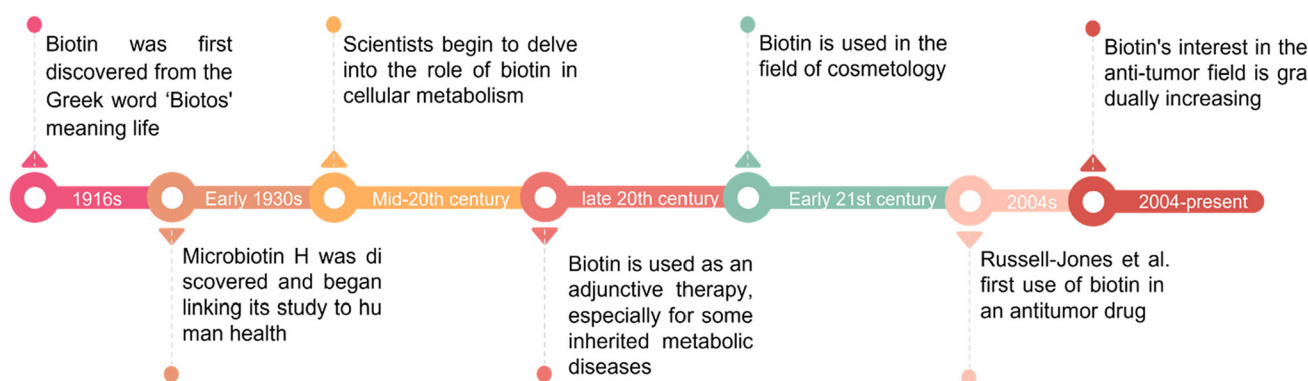 Biotin was first
discovered from the
Greek word ‘Biotos'
meaning life
Scientists begin to delve
into the role of biotin in
cellular metabolism
Biotin is used in the
field of cosmetology
Biotin's interest in the
anti-tumor field is gra
dually increasing
1916s
Early 1930s
Mid-20th century
late 20th century
Early 21st century
2004s
2004-present
Microbiotin H was di
scovered and began
linking its study to hu
man health
Biotin is used as an
adjunctive therapy,
especially for some
inherited metabolic
diseases
Russell-Jones et al.
first use of biotin in
an antitumor drug